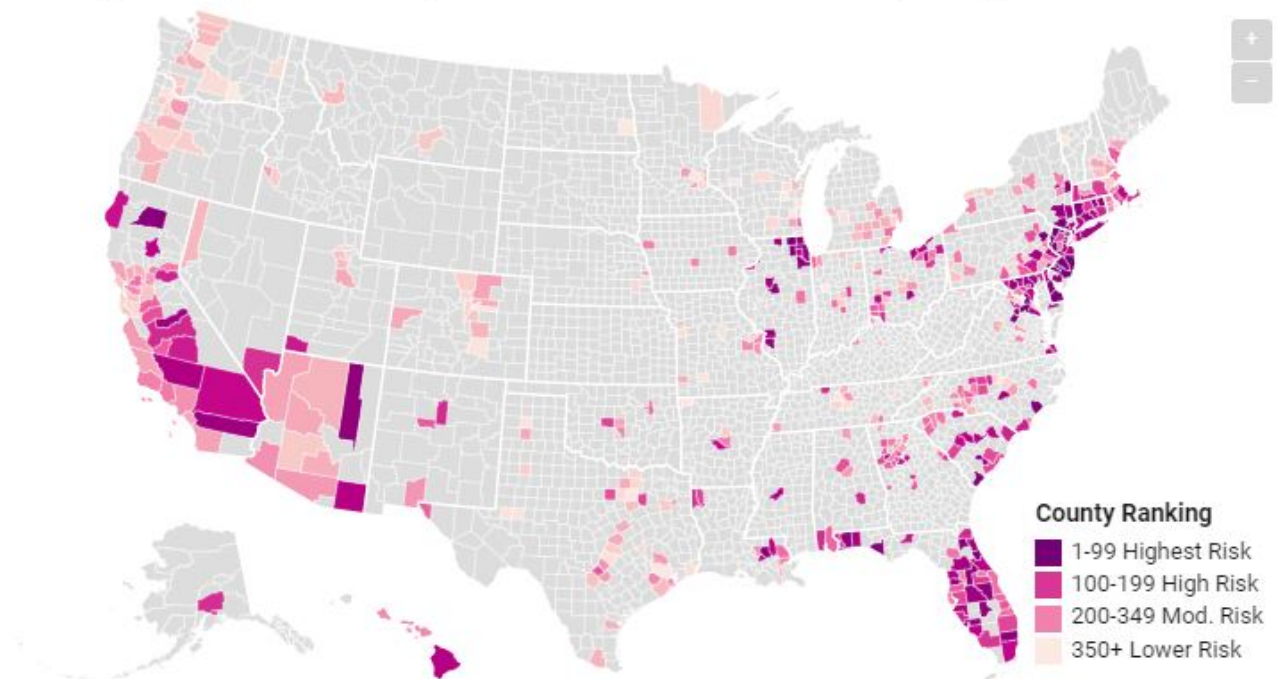 +
−
County Ranking
1-99 Highest Risk
100-199 High Risk
200-349 Mod. Risk
350+ Lower Risk